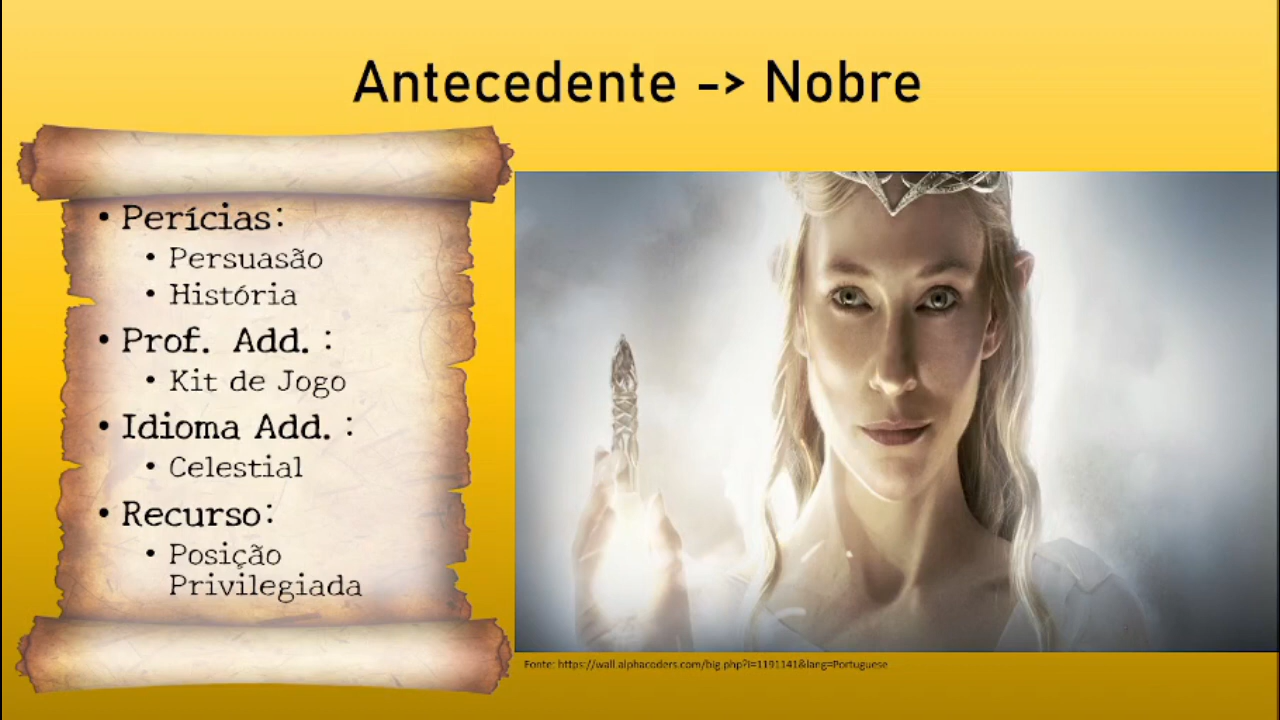 Antecedente -> Nobre
• Perícias:
• Persuasão
• História
• Prof. Add. :
• Kit de Jogo
• Idioma Add. :
• Celestial
• Recurso:
• Posição
Privilegiada
Fonte: https://wall.alphacoders.com/big.php?i=1191141&lang=Portuguese